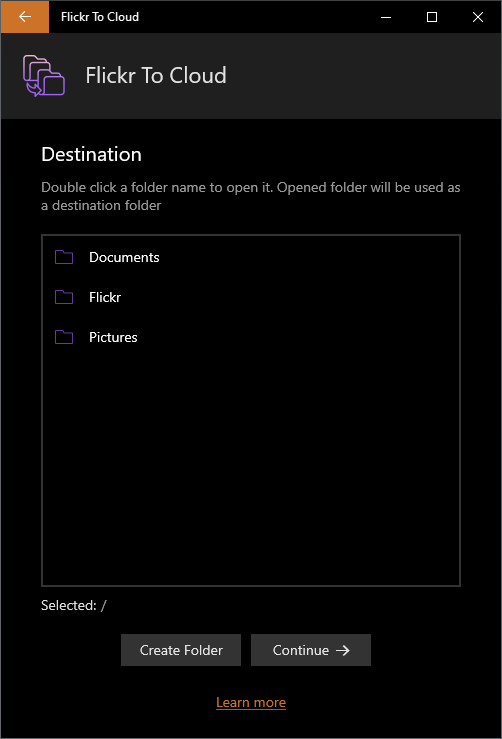 Flickr To Cloud
Flickr To Cloud
Destination
Double click a folder name to open it. Opened folder will be used as
a destination folder
Documents
Flickr
Pictures
Selected: /
Create Folder
Continue
Learn more